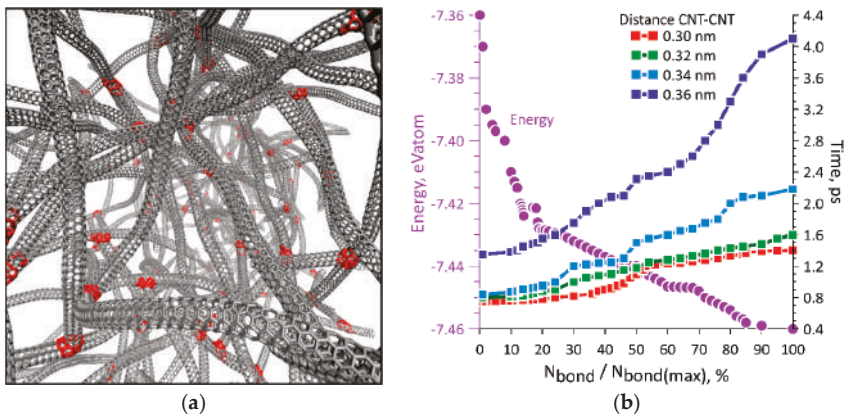 Distance CNT-CNT
0.30 nm
0.32 nm
0.34 nm
0.36 nm
Energy
Energy, eVatom
-7.36
-7.38
-7.40
-7.42
-7.44
-7.46
4.4
4.0
3.6
3.2
2.8
2.4
2.0
1.6
1.2
0.8
0.4
Time, ps
0 10 20 30 40 50 60 70 80 90 100
Nbond / Nbond(max), %
(a)
(b)